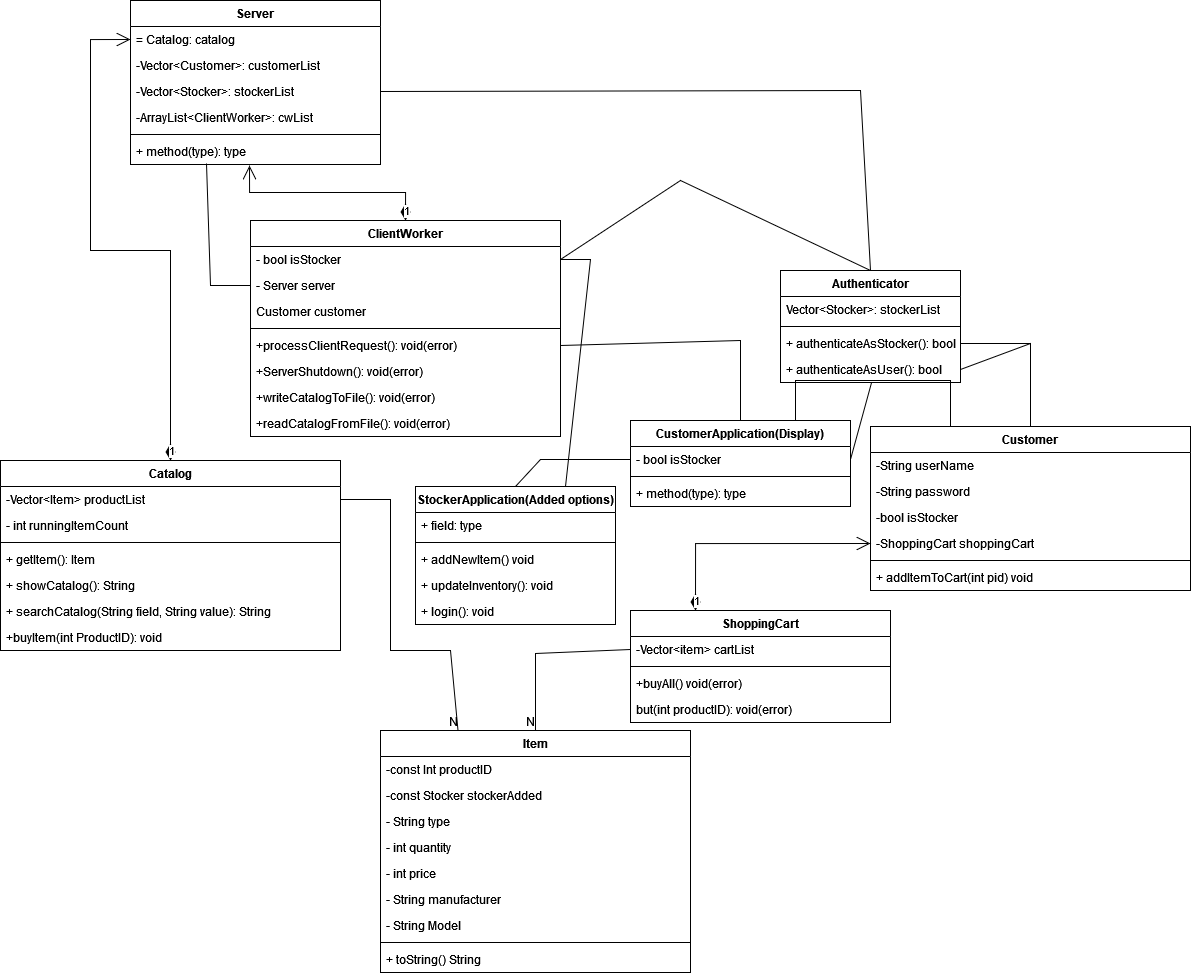 Server
= Catalog: catalog
-Vector<Customer>: customerList
-Vector<Stocker>: stockerList
-ArrayList<ClientWorker>: cwList
+ method(type): type
1
ClientWorker
- bool isStocker
- Server server
Customer customer
+processClientRequest(): void(error)
+ServerShutdown(): void(error)
+writeCatalogToFile(): void(error)
+readCatalogFromFile(): void(error)
Authenticator
Vector<Stocker>: stockerList
+ authenticateAsStocker(): bool
+ authenticateAsUser(): bool
CustomerApplication(Display)
- bool isStocker
+ method(type): type
Customer
-String userName
-String password
-bool isStocker
-ShoppingCart shoppingCart
+ addItemToCart(int pid) void
1
Catalog
-Vector<Item> productList
- int runningItemCount
+ getItem(): Item
+ showCatalog(): String
+ searchCatalog(String field, String value): String
+buyItem(int ProductID): void
StockerApplication(Added options)
+ field: type
+ addNewItem() void
+ updateInventory(): void
+ login(): void
1
ShoppingCart
-Vector<item> cartList
+buyAll() void(error)
but(int productID): void(error)
N
N
Item
-const Int productID
-const Stocker stockerAdded
- String type
- int quantity
- int price
- String manufacturer
- String Model
+ toString() String